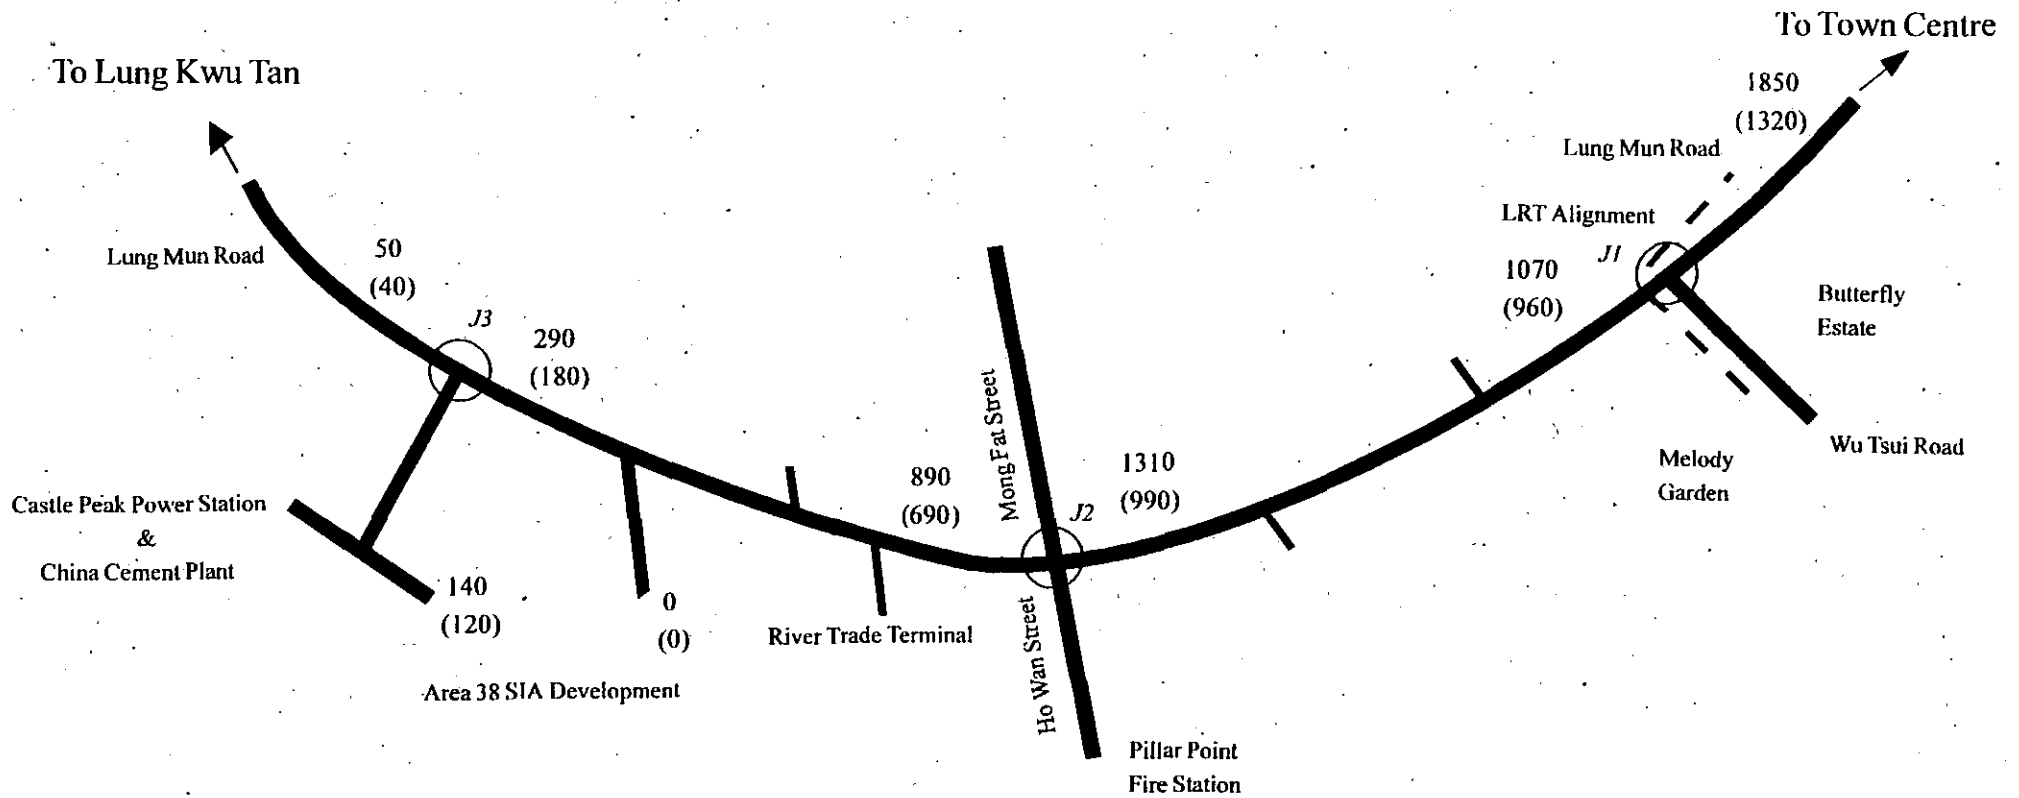 To Town Centre
To Lung Kwu Tan
1850
(1320)
Lung Mun Road
LRT Alignment
Lung Mun Road
50
(40)
J1
1070
(960)
Butterfly
Estate
J3
290
(180)
Mong Fat Street
Wu Tsui Road
Melody
Garden
890
(690)
1310
(990)
J2
Castle Peak Power Station
&
China Cement Plant
140
(120)
0
(0)
River Trade Terminal
Ho Wan Street
Area 38 SIA Development
Pillar Point
Fire Station